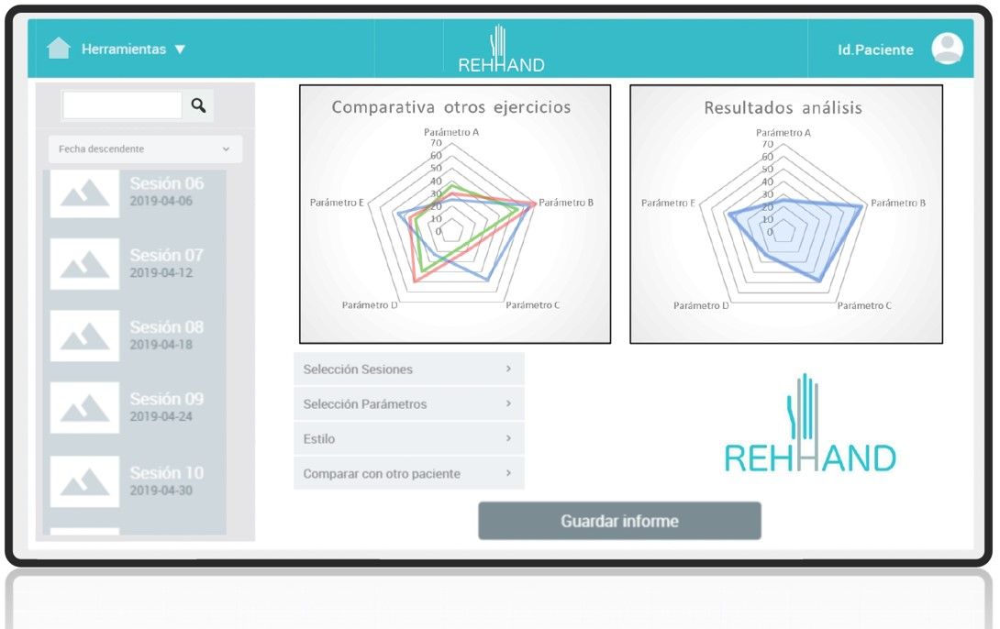 Herramientas ▼
REHHAND
Id.Paciente
Fecha descendente
Sesión 06
2019-04-06
Sesión 07
2019-04-12
Sesión 08
2019-04-18
Sesión 09
2019-04-24
Sesión 10
2019-04-30
Comparativa otros ejercicios
Parámetro A
70
60
50
40
30
20
10
0
Parámetro E
Parámetro B
Parámetro D
Parámetro C
Resultados análisis
Parámetro A
70
60
50
40
30
20
10
0
Parámetro E
Parámetro B
Parámetro D
Parámetro C
Selección Sesiones
Selección Parámetros
Estilo
Comparar con otro paciente
REHHAND
Guardar informe